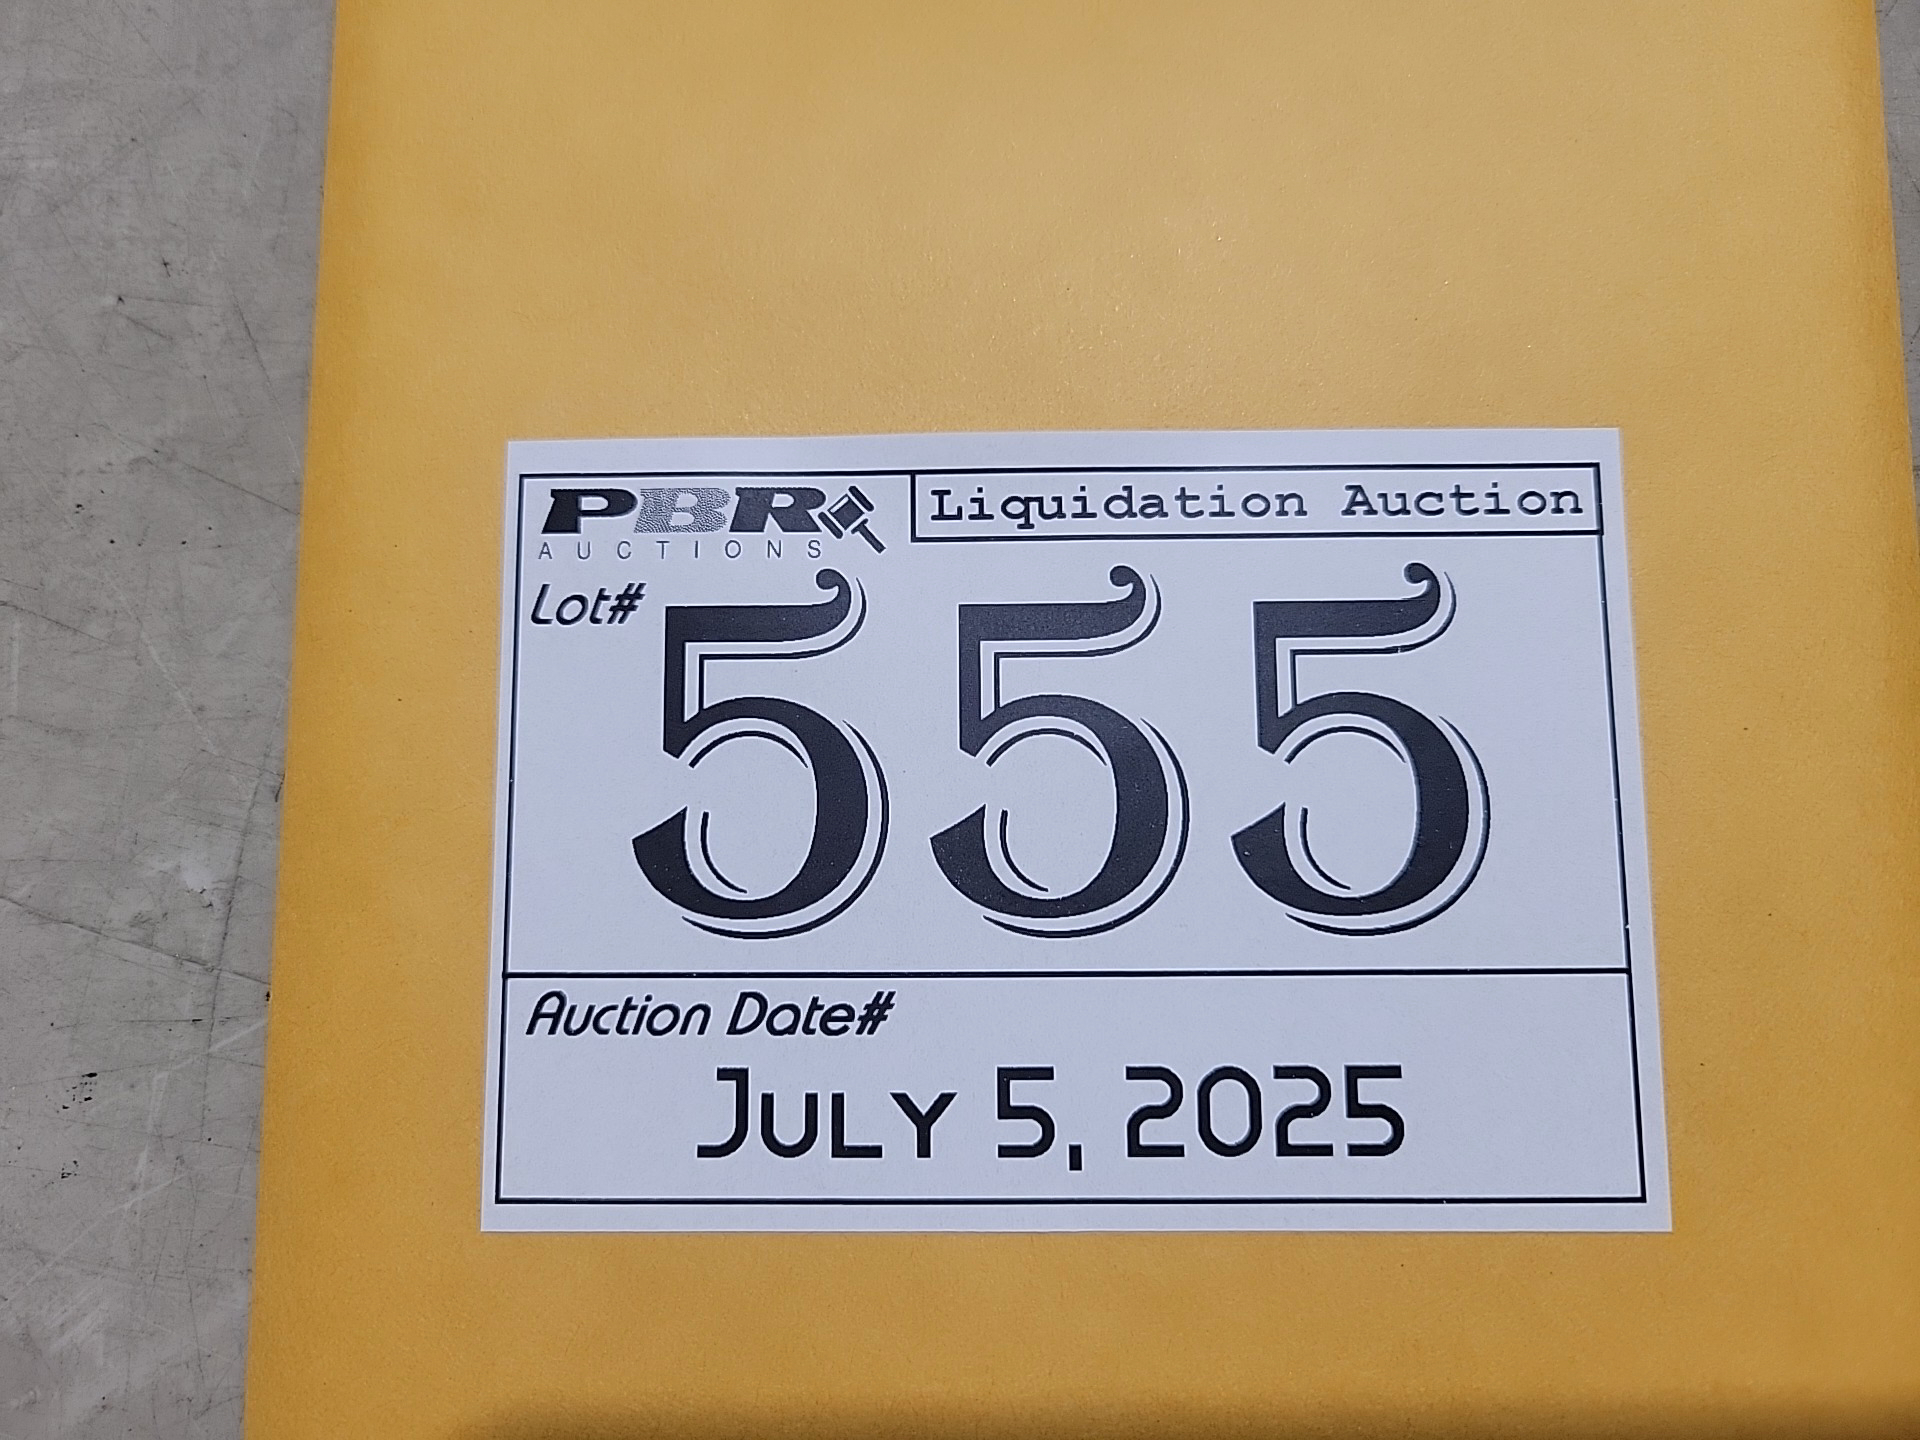 PBR
AUCTIONS
Liquidation Auction
Lot#
555
Auction Date#
July 5, 2025